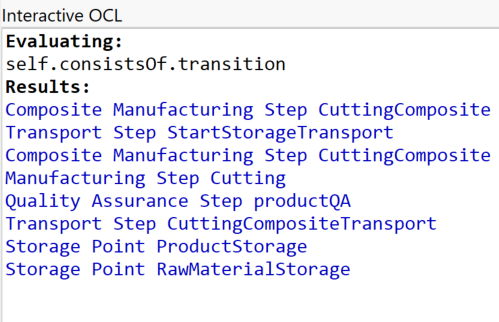 Interactive OCL
Evaluating:
self.consistsOf.transition
Results:
Composite Manufacturing Step CuttingComposite
Transport Step StartStorageTransport
Composite Manufacturing Step CuttingComposite
Manufacturing Step Cutting
Quality Assurance Step productQA
Transport Step CuttingCompositeTransport
Storage Point ProductStorage
Storage Point RawMaterialStorage